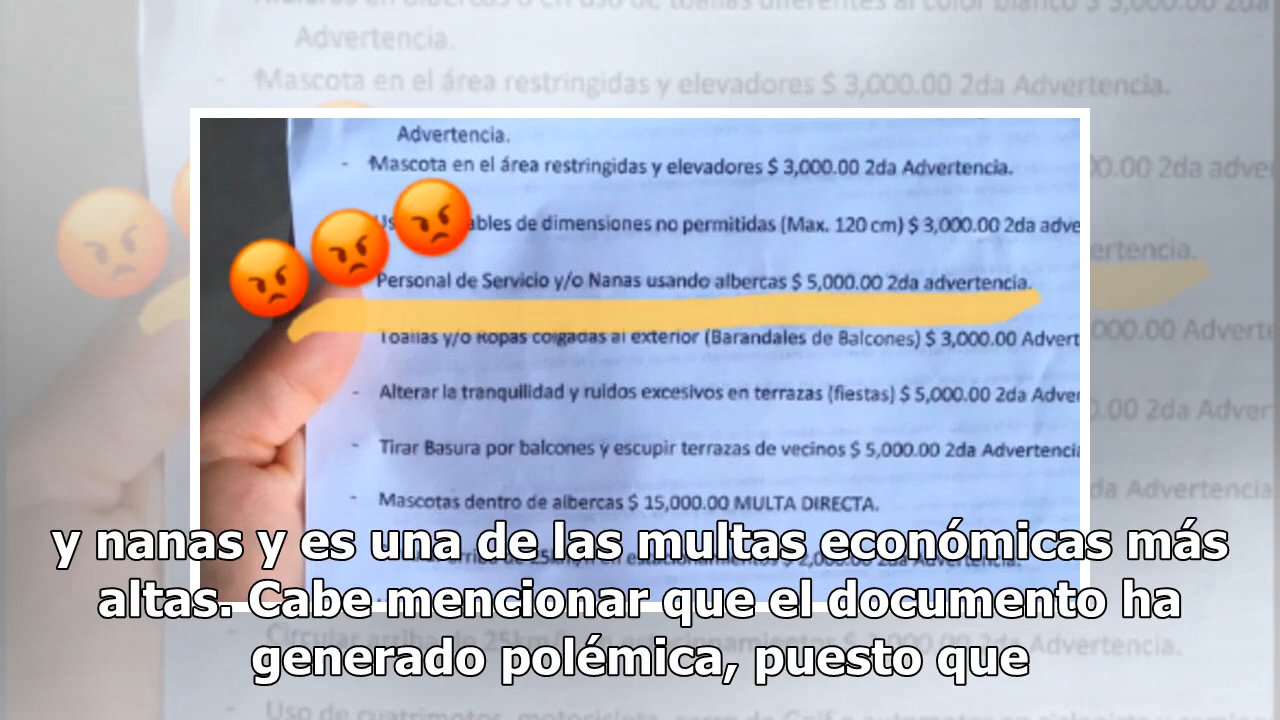 Advertencia.
- Mascota en el área restringidas y elevadores $ 3,000.00 2da Advertencia.
ables de dimensiones no permitidas (Max. 120 cm) $ 3,000.00 2da adve
Personal de Servicio y/o Nanas usando albercas $ 5,000.00 2da advertencia.
Toallas y/o Ropas colgadas al exterior (Barandales de Balcones) $ 3,000.00 Advert
- Alterar la tranquilidad y ruidos excesivos en terrazas (fiestas) $ 5,000.00 2da Adver
- Tirar Basura por balcones y escupir terrazas de vecinos $ 5,000.00 2da Advertencia
- Mascotas dentro de albercas $ 15,000.00 MULTA DIRECTA.
y nanas y es una de las multas económicas más
altas. Cabe mencionar que el documento ha
generado polémica, puesto que